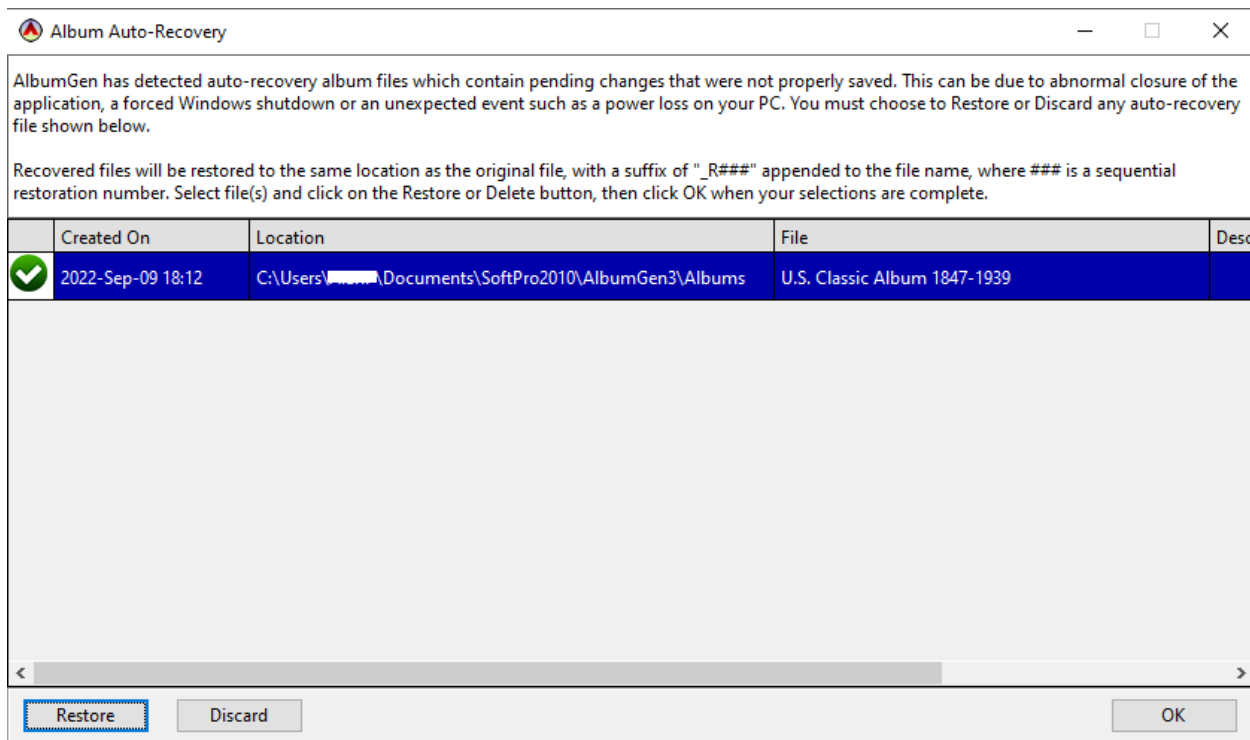 Album Auto-Recovery
AlbumGen has detected auto-recovery album files which contain pending changes that were not properly saved. This can be due to abnormal closure of the
application, a forced Windows shutdown or an unexpected event such as a power loss on your PC. You must choose to Restore or Discard any auto-recovery
file shown below.
Recovered files will be restored to the same location as the original file, with a suffix of "_R###" appended to the file name, where ### is a sequential
restoration number. Select file(s) and click on the Restore or Delete button, then click OK when your selections are complete.
Created On Location File Desc
2022-Sep-09 18:12 C:\Users\ \Documents\SoftPro2010\AlbumGen3\Albums U.S. Classic Album 1847-1939
Restore Discard OK